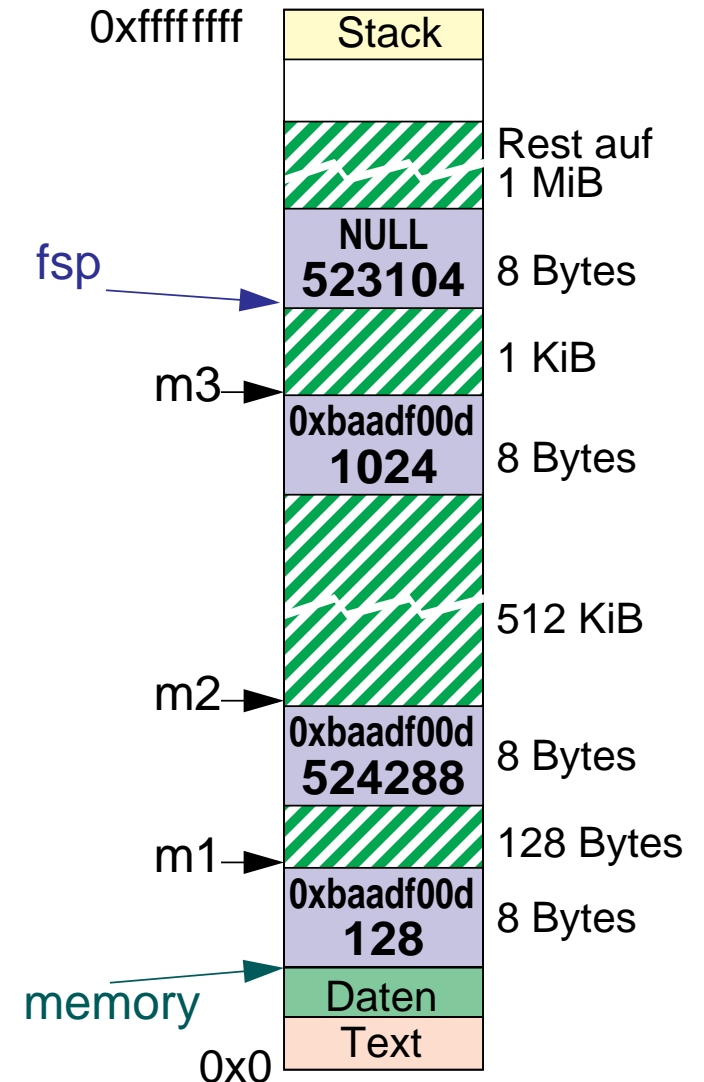 0xffffffff
Stack
Rest auf
1 MiB
NULL
fsp
523104
8 Bytes
1 KiB
m3
0xbaadf00d
1024
8 Bytes
512 KiB
m2
0xbaadf00d
524288
8 Bytes
128 Bytes
m1
0xbaadf00d
128
8 Bytes
memory
Daten
Text
0x0